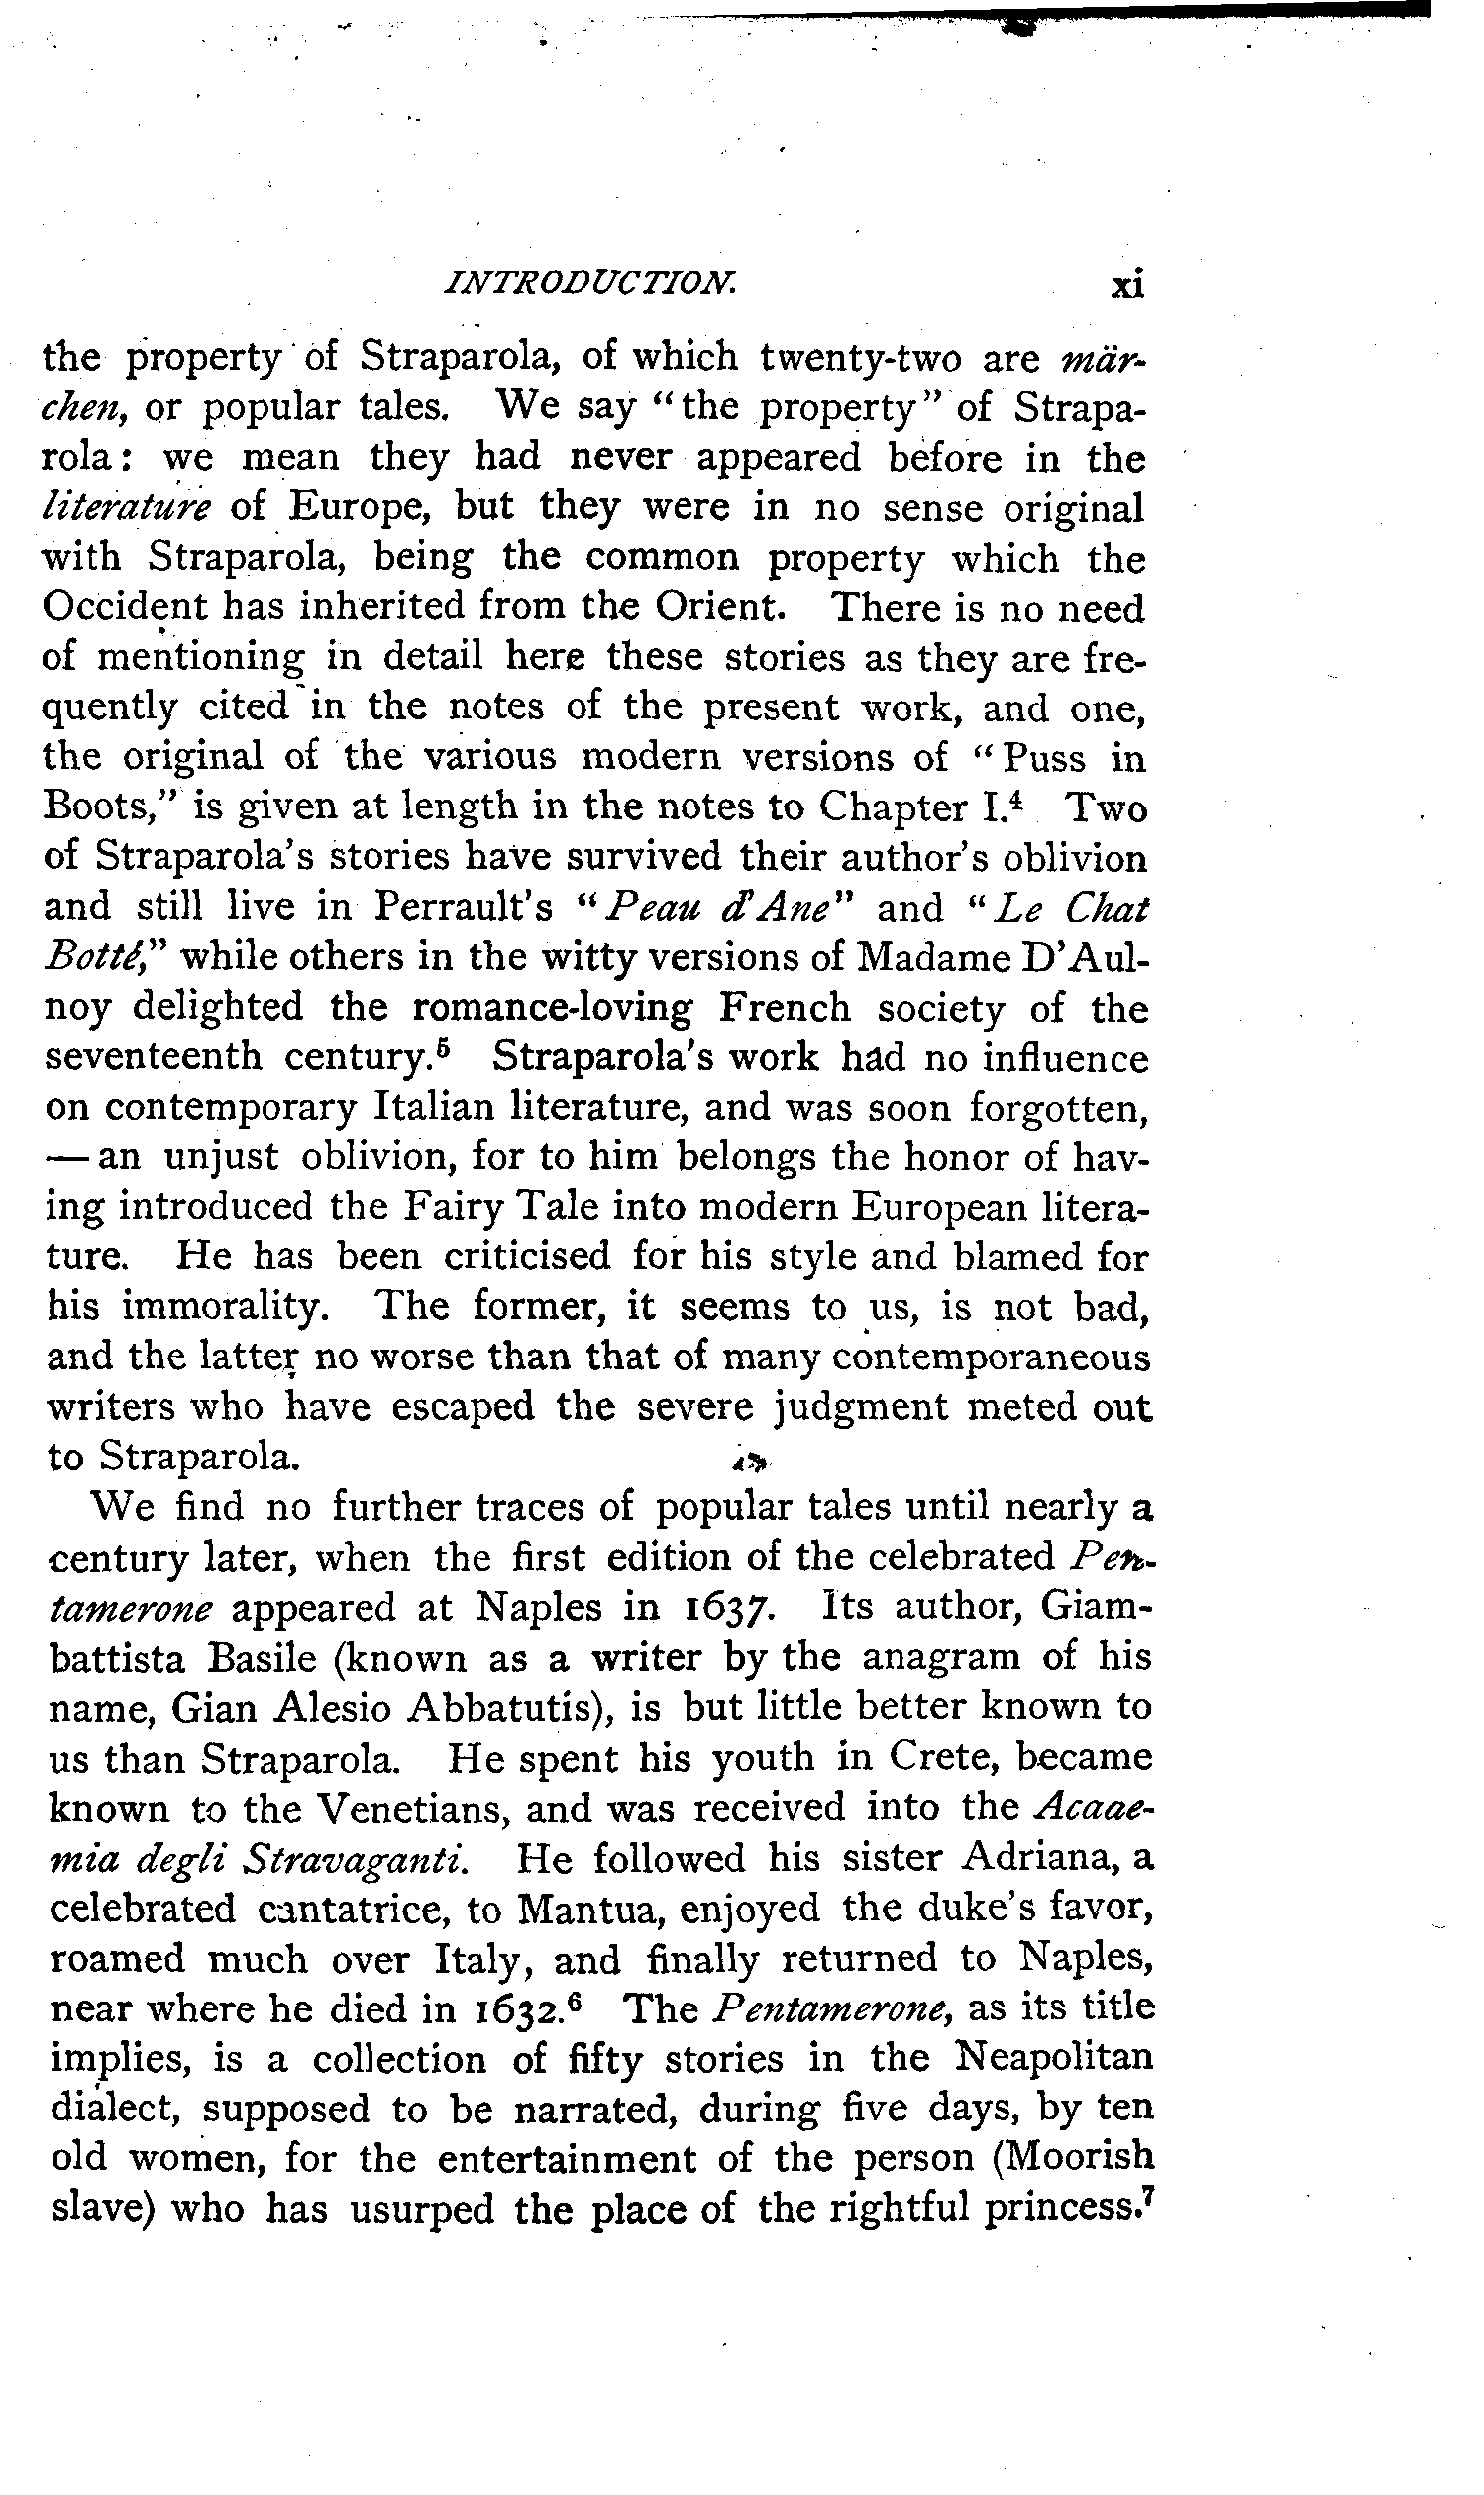 INTRODUCTION. xi
the property of Straparola, of which twenty-two are mär-
chen, or popular tales. We say "the property" of Strapa-
rola: we mean they had never appeared before in the
literature of Europe, but they were in no sense original
with Straparola, being the common property which the
Occident has inherited from the Orient. There is no need
of mentioning in detail here these stories as they are fre-
quently cited in the notes of the present work, and one,
the original of the various modern versions of "Puss in
Boots," is given at length in the notes to Chapter I.⁴ Two
of Straparola's stories have survived their author's oblivion
and still live in Perrault's "Peau d'Ane" and "Le Chat
Botté," while others in the witty versions of Madame D'Aul-
noy delighted the romance-loving French society of the
seventeenth century.⁵ Straparola's work had no influence
on contemporary Italian literature, and was soon forgotten,
— an unjust oblivion, for to him belongs the honor of hav-
ing introduced the Fairy Tale into modern European litera-
ture. He has been criticised for his style and blamed for
his immorality. The former, it seems to us, is not bad,
and the latter no worse than that of many contemporaneous
writers who have escaped the severe judgment meted out
to Straparola.
We find no further traces of popular tales until nearly a
century later, when the first edition of the celebrated Pen-
tamerone appeared at Naples in 1637. Its author, Giam-
battista Basile (known as a writer by the anagram of his
name, Gian Alesio Abbatutis), is but little better known to
us than Straparola. He spent his youth in Crete, became
known to the Venetians, and was received into the Acade-
mia degli Stravaganti. He followed his sister Adriana, a
celebrated cantatrice, to Mantua, enjoyed the duke's favor,
roamed much over Italy, and finally returned to Naples,
near where he died in 1632.⁶ The Pentamerone, as its title
implies, is a collection of fifty stories in the Neapolitan
dialect, supposed to be narrated, during five days, by ten
old women, for the entertainment of the person (Moorish
slave) who has usurped the place of the rightful princess.⁷